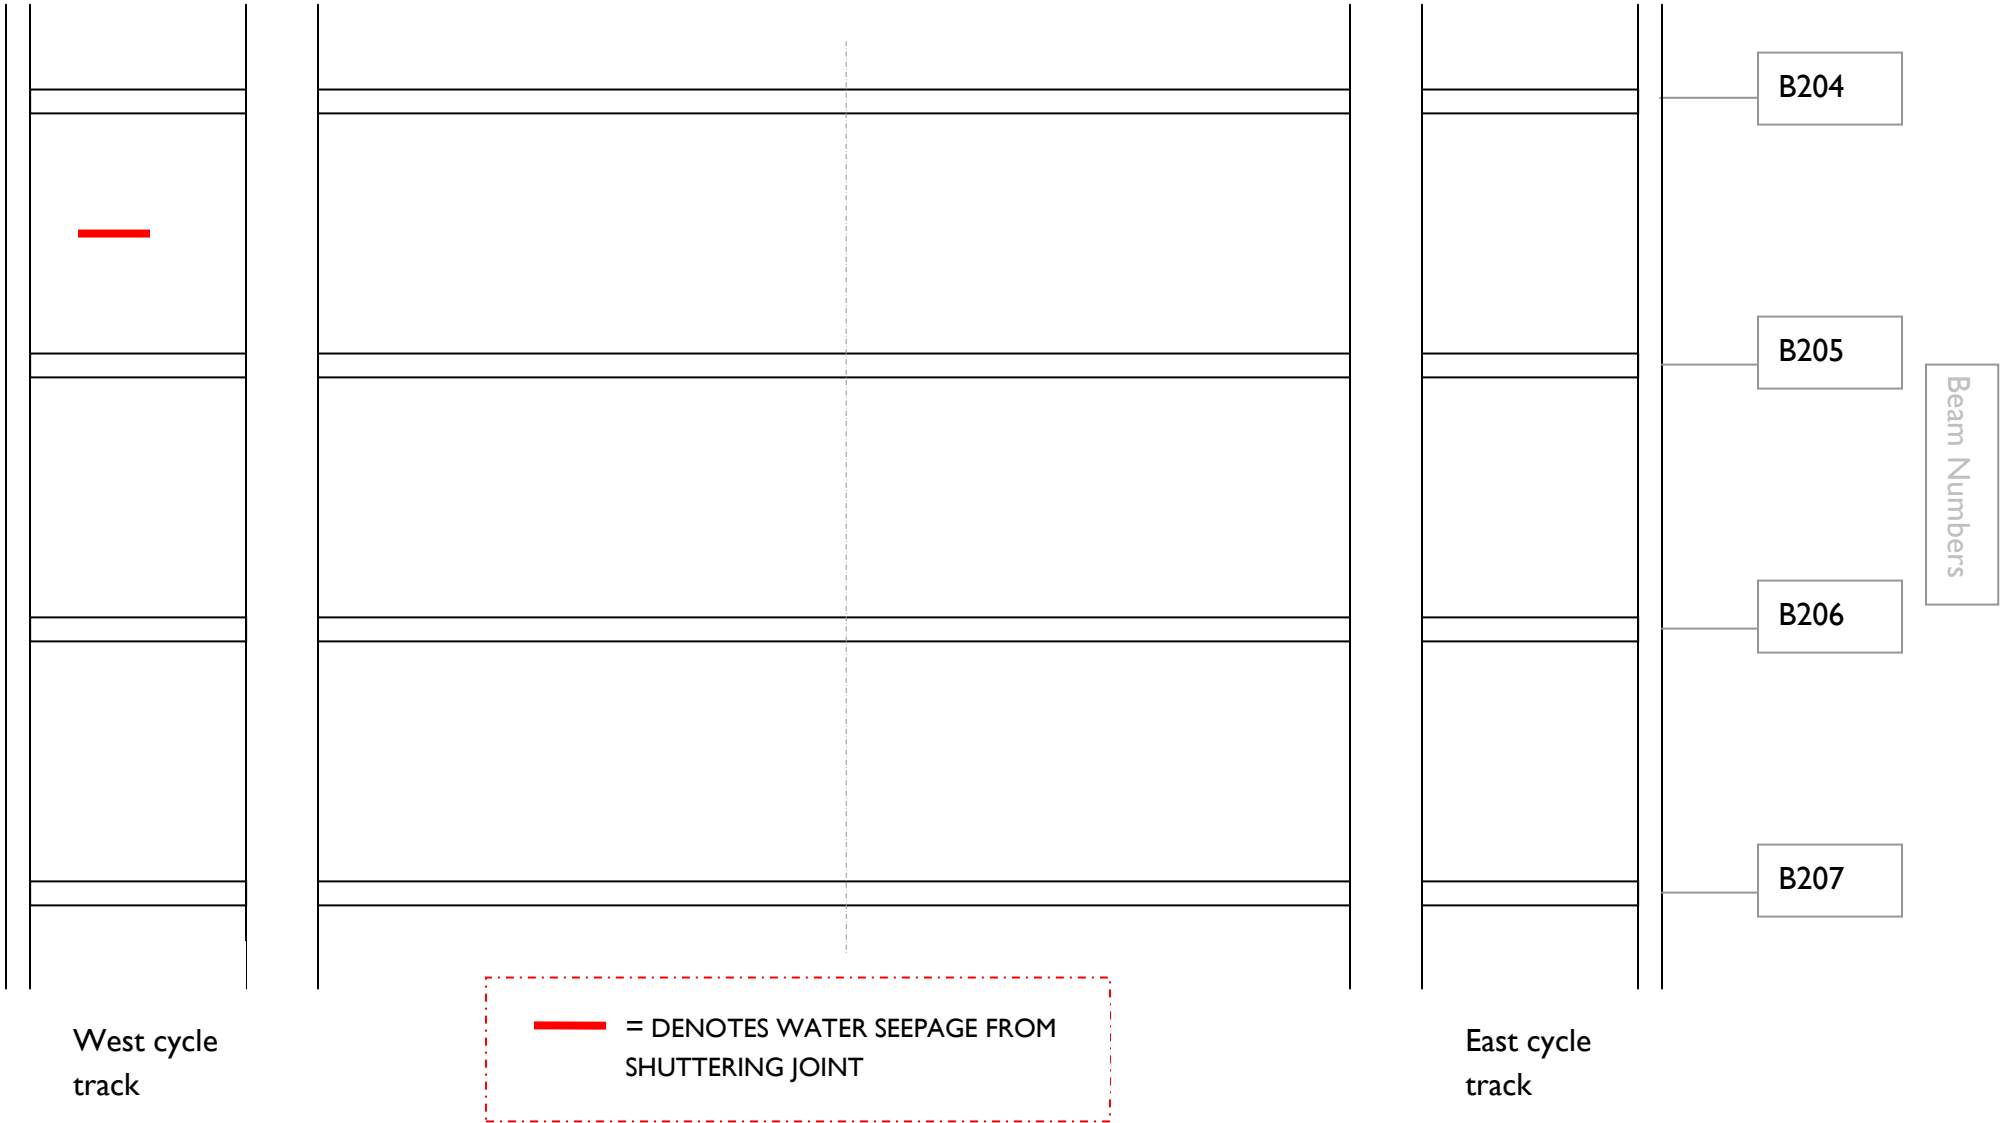 B204
B205
Beam Numbers
B206
B207
= DENOTES WATER SEEPAGE FROM
SHUTTERING JOINT
West cycle
track
East cycle
track